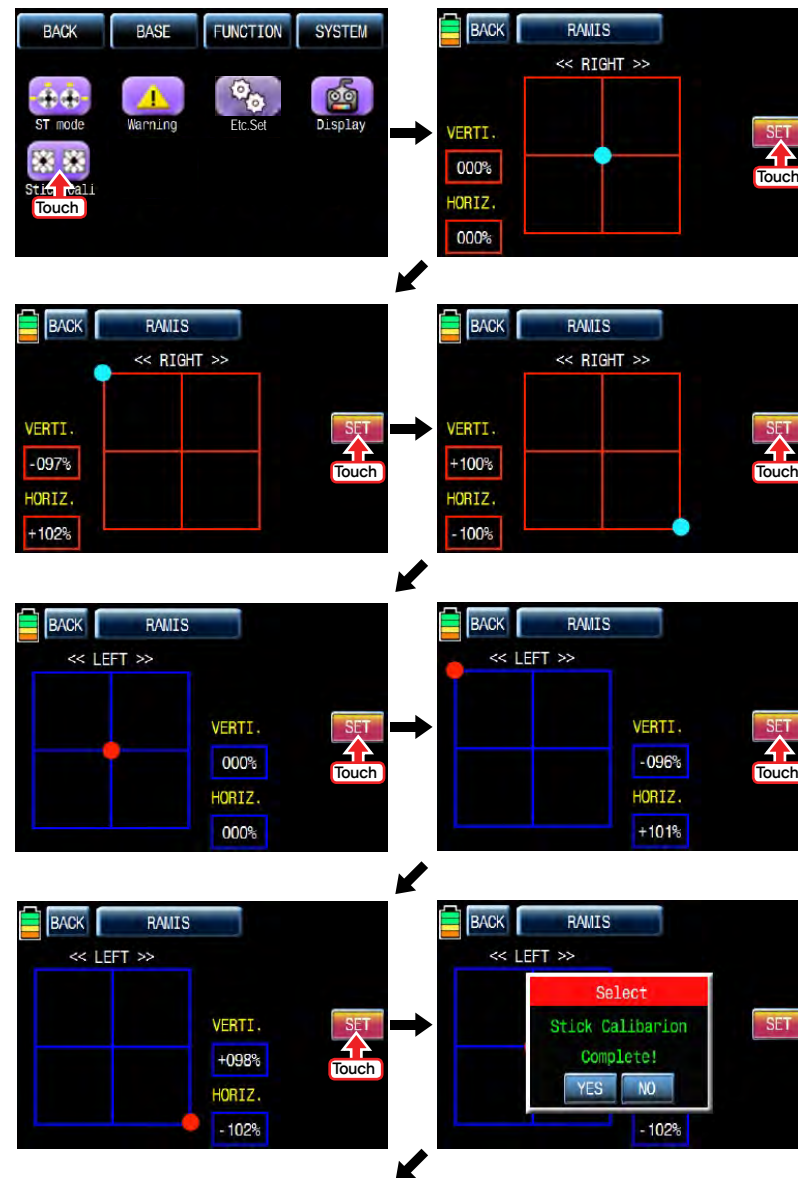 BACK BASE FUNCTION SYSTEM
ST mode Warning Etc.Set Display
Stick Cali
Touch
BACK RAMIS
<< RIGHT >>
VERTI.
000%
HORIZ.
000%
SET
Touch
BACK RAMIS
<< RIGHT >>
VERTI.
-097%
HORIZ.
+102%
SET
Touch
BACK RAMIS
<< RIGHT >>
VERTI.
+100%
HORIZ.
-100%
SET
Touch
BACK RAMIS
<< LEFT >>
VERTI.
000%
HORIZ.
000%
SET
Touch
BACK RAMIS
<< LEFT >>
VERTI.
-096%
HORIZ.
+101%
SET
Touch
BACK RAMIS
<< LEFT >>
VERTI.
+098%
HORIZ.
-102%
SET
Touch
BACK RAMIS
<< LEFT >>
Select
Stick Calibarion
Complete!
YES NO
-102%
SET